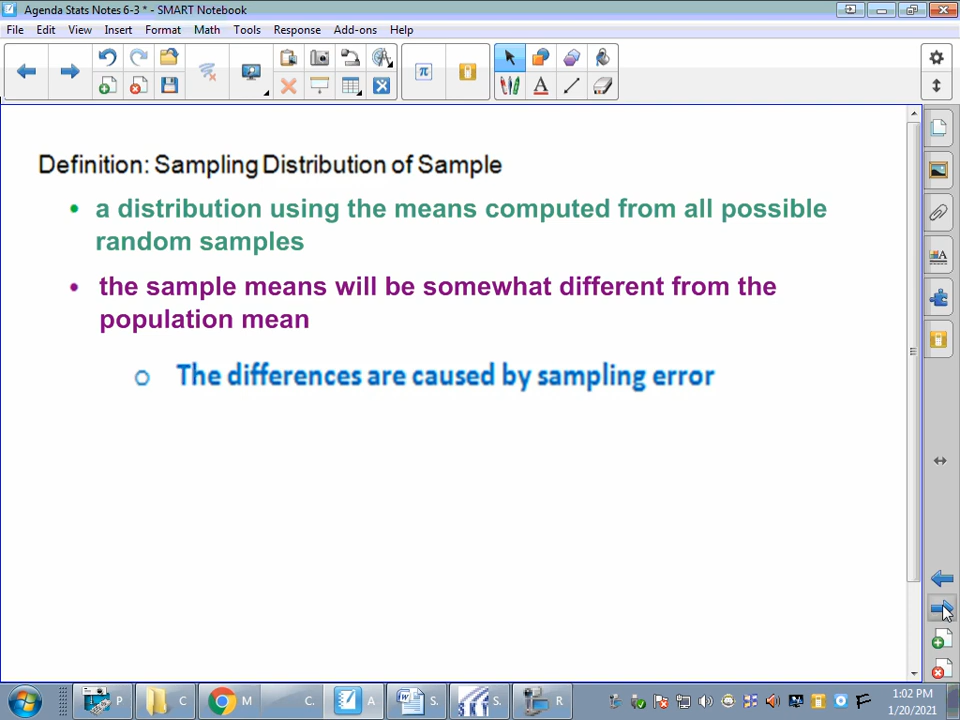 Agenda Stats Notes 6-3 * - SMART Notebook
File Edit View Insert Format Math Tools Response Add-ons Help
π
A
A
Definition: Sampling Distribution of Sample
• a distribution using the means computed from all possible
random samples
• the sample means will be somewhat different from the
population mean
o The differences are caused by sampling error
P C M C. A S. S. R
1:02 PM
1/20/2021